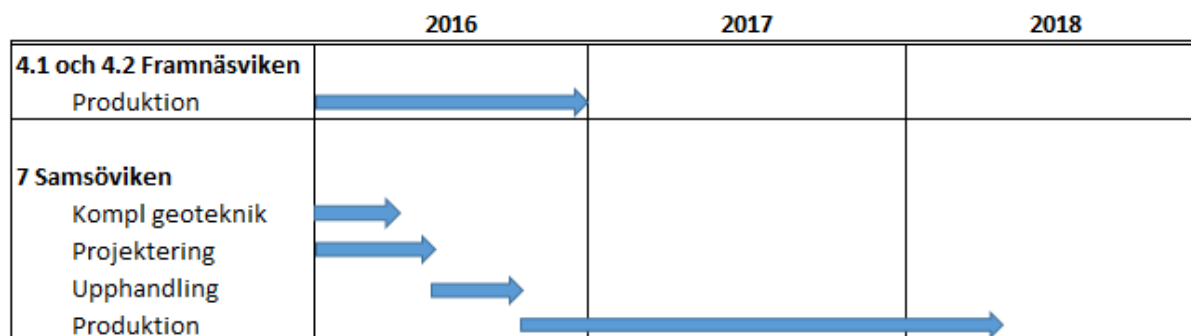 2016 2017 2018
4.1 och 4.2 Framnäsviken
Produktion
7 Samsöviken
Kompl geoteknik
Projektering
Upphandling
Produktion